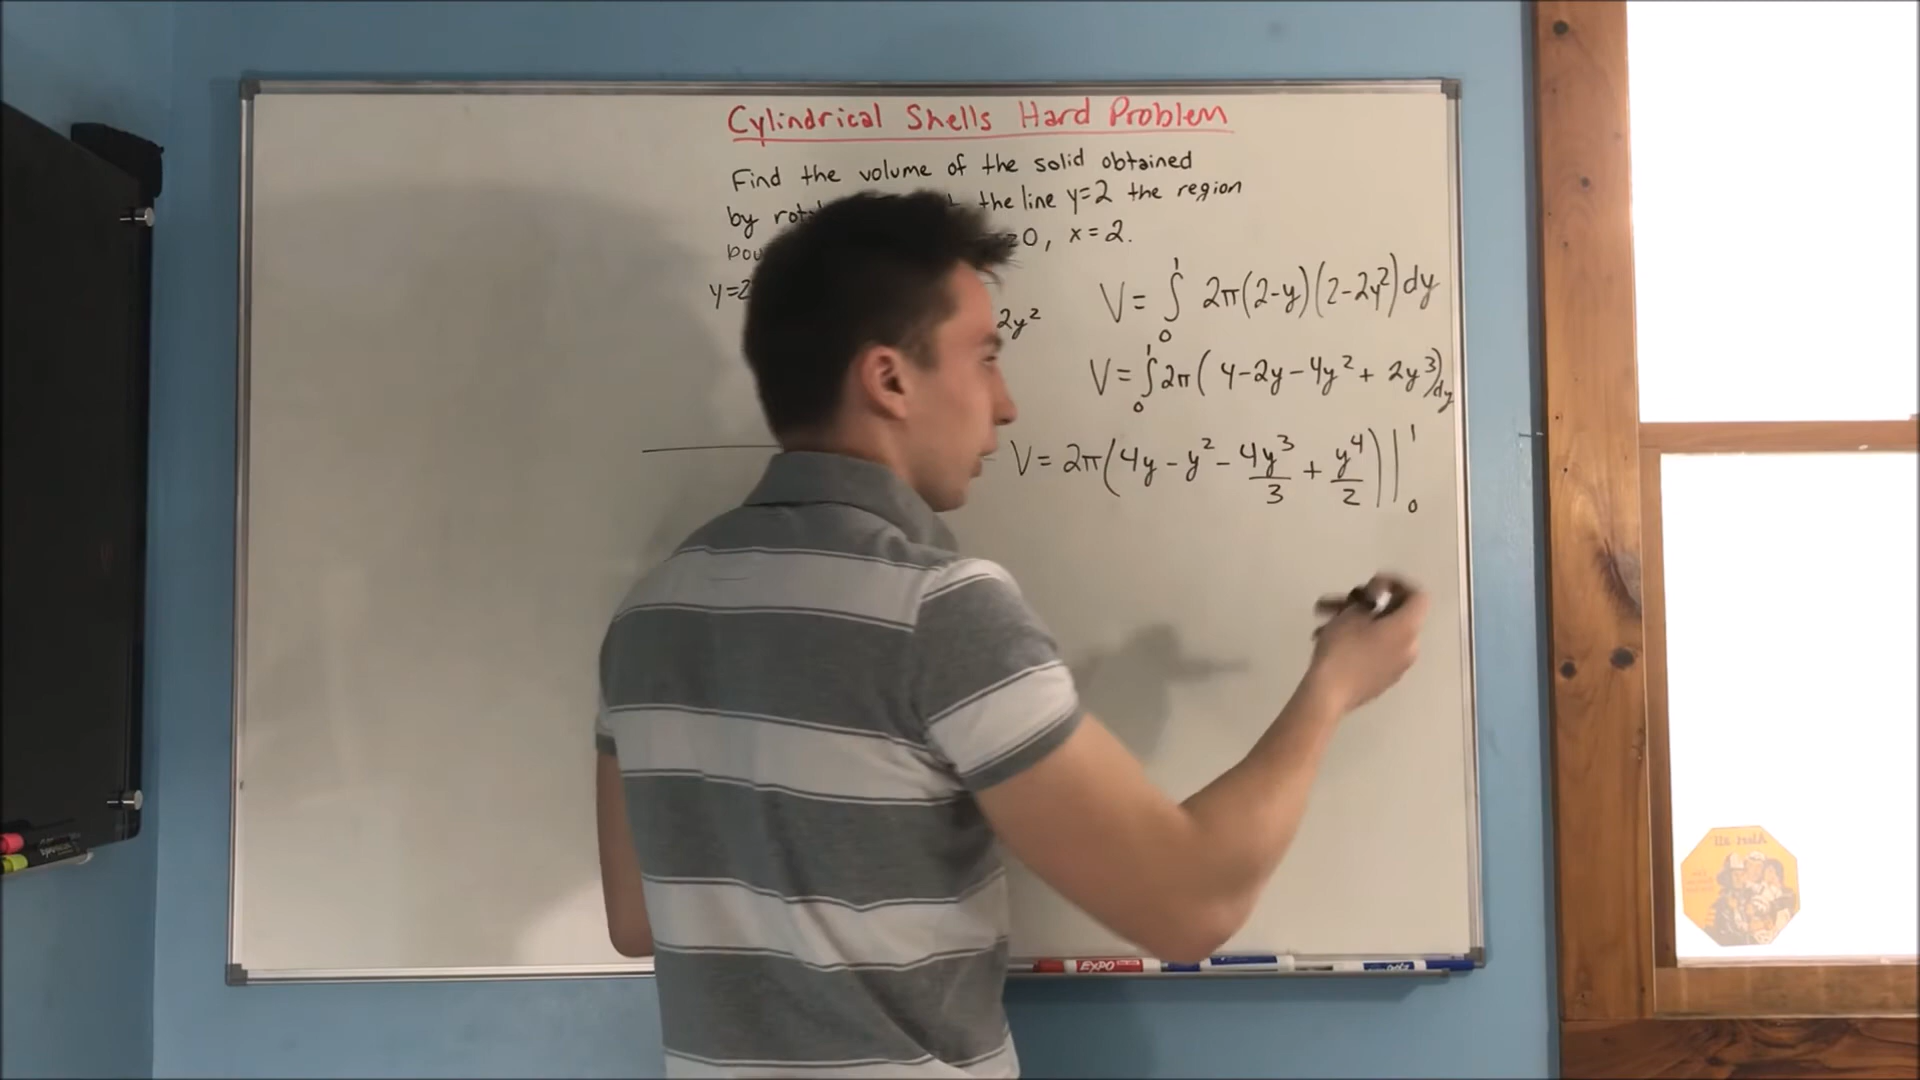 Cylindrical Shells Hard Problem
Find the volume of the solid obtained
by the line y=2 the region
=0, x=2.
y=2
2y²
V = ∫₀¹ 2π(2-y)(2-2y²)dy
V = ∫₀¹ 2π(4-2y-4y²+2y³)dy
V = 2π(4y-y²-4y³/3+y⁴/2)|₀¹
EXPO
Alert all